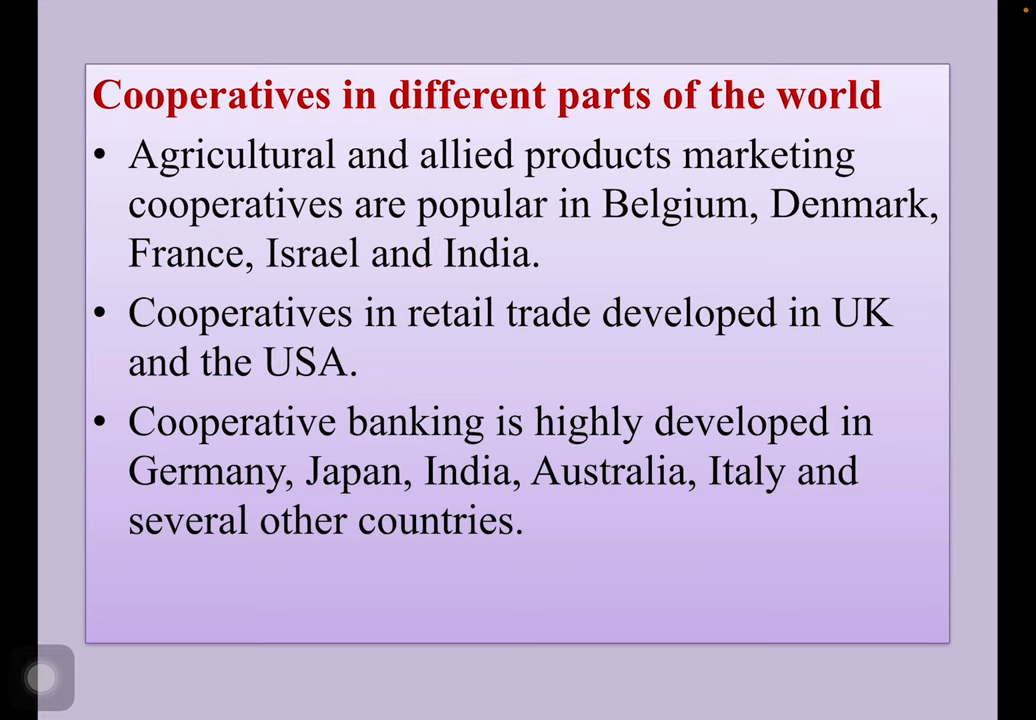 Cooperatives in different parts of the world
• Agricultural and allied products marketing
cooperatives are popular in Belgium, Denmark,
France, Israel and India.
• Cooperatives in retail trade developed in UK
and the USA.
• Cooperative banking is highly developed in
Germany, Japan, India, Australia, Italy and
several other countries.